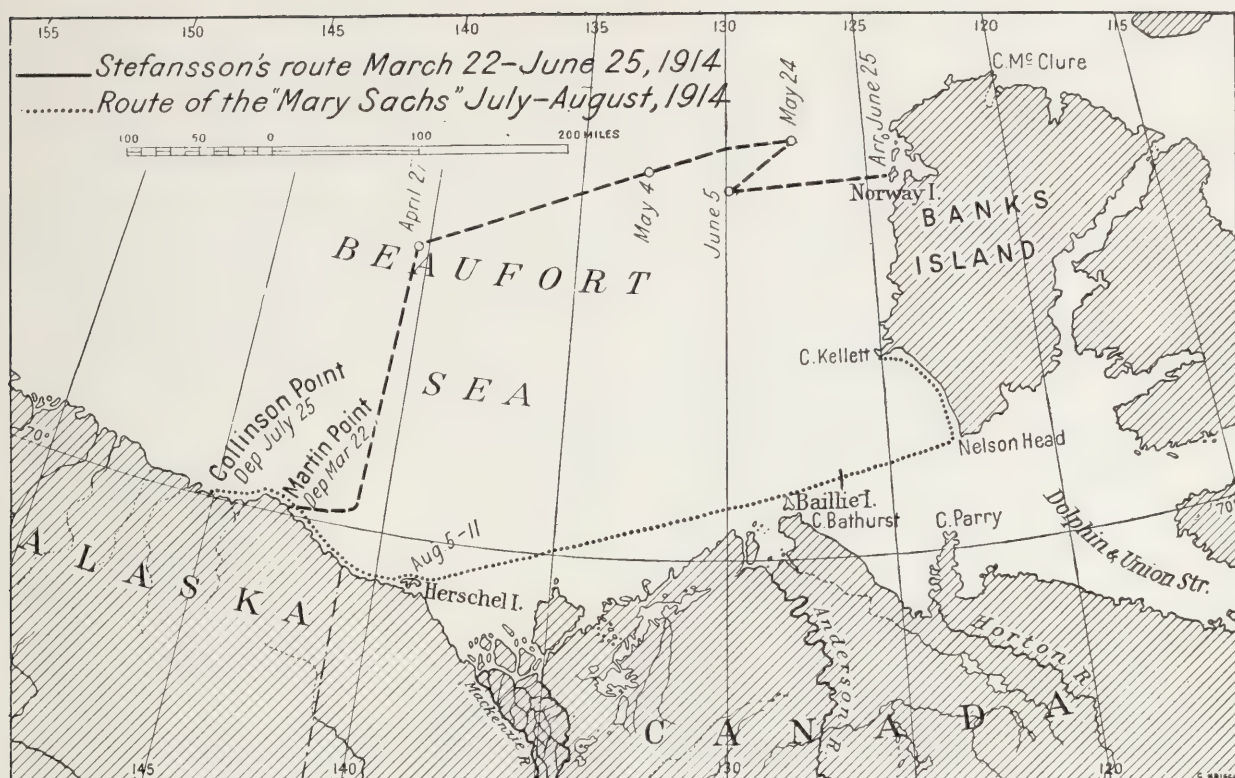 155 150 145 140 135 130 125 120 115
Stefansson's route March 22–June 25, 1914
Route of the "Mary Sachs" July–August, 1914
100 50 0 100 200 MILES
C. Mc Clure
May 24
Arr. June 25
April 27
May 4
June 5
Norway I.
BANKS
ISLAND
BEAUFORT
SEA
C. Kellett
Nelson Head
Collinson Point
Dep July 25
Martin Point
Dep Mar 22
70°
Aug 5–11
Herschel I.
Baillie I.
C. Bathurst
C. Parry
Dolphin & Union Str.
70°
ALASKA
Mackenzie R
Anderson R.
Horton R.
CANADA
145 140 130 120